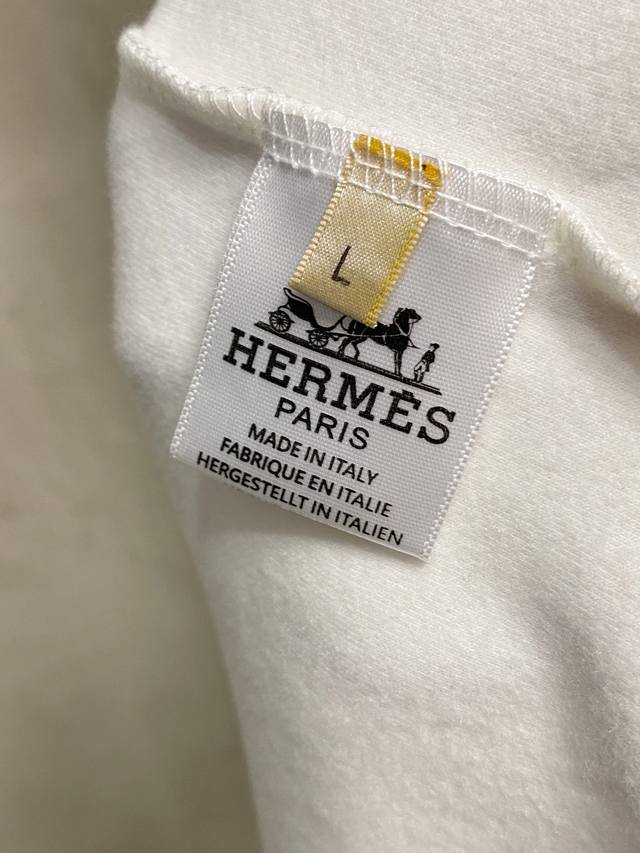 L
HERMÈS
PARIS
MADE IN ITALY
FABRIQUE EN ITALIE
HERGESTELLT IN ITALIEN